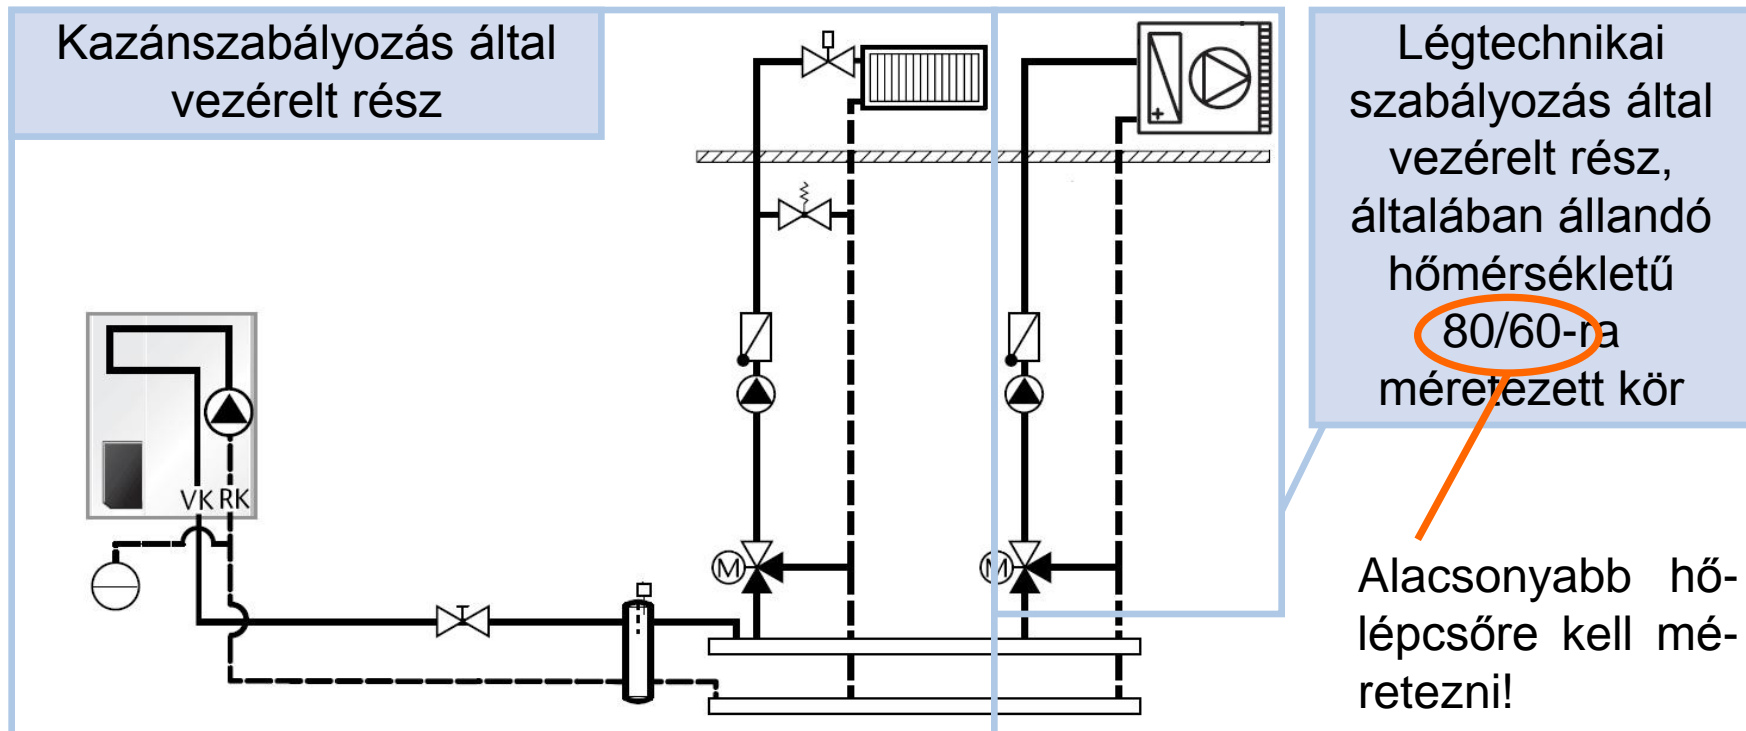 Kazánszabályozás által
vezérelt rész
Légtechnikai
szabályozás által
vezérelt rész,
általában állandó
hőmérsékletű
80/60-ra
méretezett kör
+
VK RK
M
M
Alacsonyabb hő-
lépcsőre kell mé-
retezni!